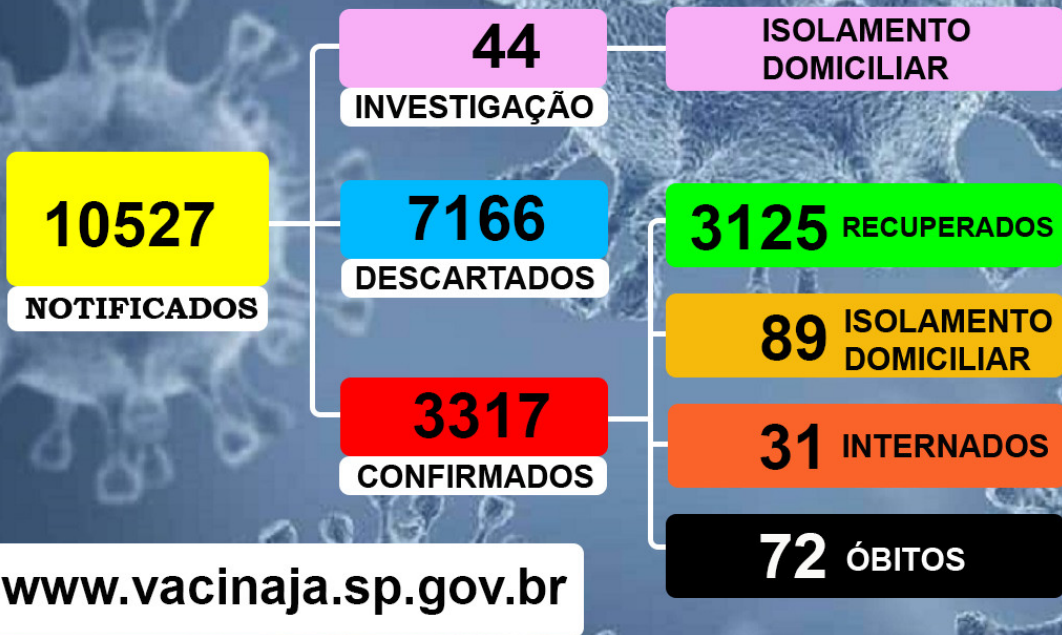 44
INVESTIGAÇÃO
ISOLAMENTO
DOMICILIAR
10527
NOTIFICADOS
7166
DESCARTADOS
3317
CONFIRMADOS
3125 RECUPERADOS
89 ISOLAMENTO
DOMICILIAR
31 INTERNADOS
72 ÓBITOS
www.vacinaja.sp.gov.br